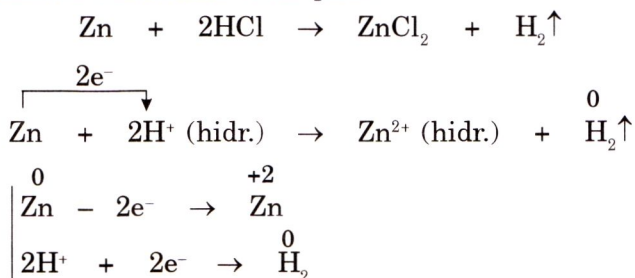 Zn + 2HCl → ZnCl₂ + H₂↑
2e⁻
0
Zn + 2H⁺ (hidr.) → Zn²⁺ (hidr.) + H₂↑
0 +2
Zn – 2e⁻ → Zn
0
2H⁺ + 2e⁻ → H₂